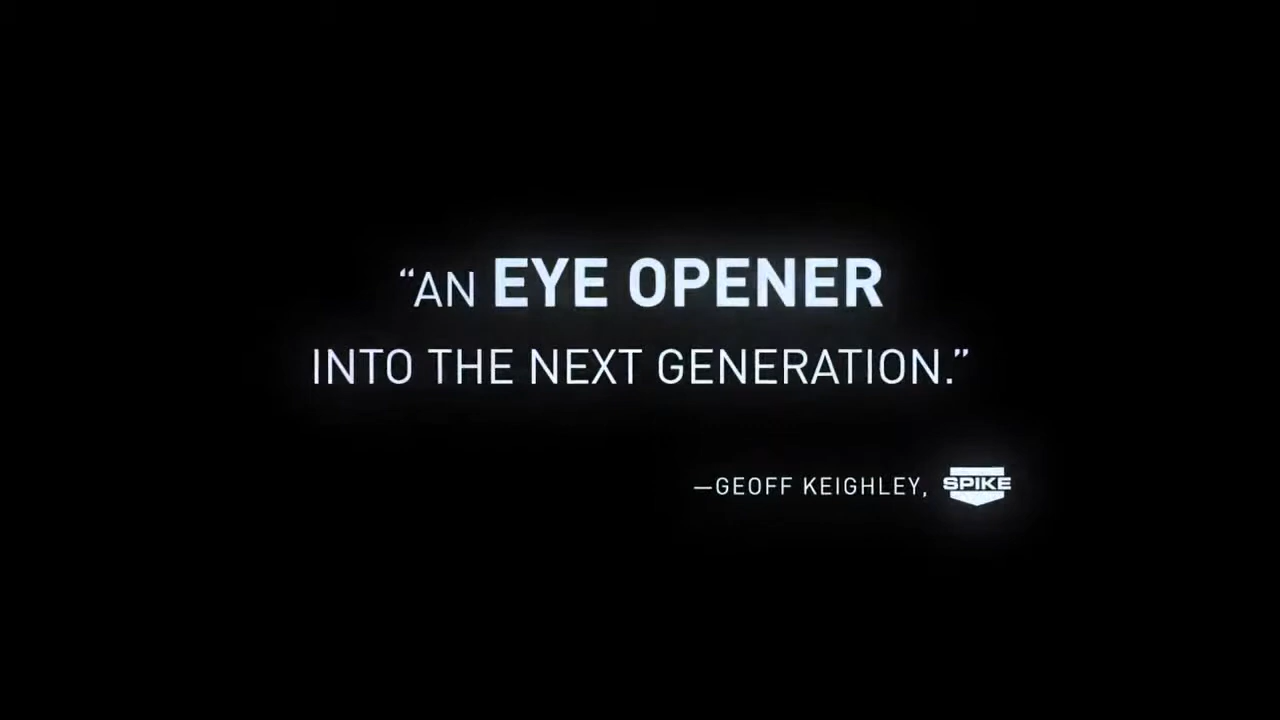 “AN EYE OPENER
INTO THE NEXT GENERATION.”
—GEOFF KEIGHLEY, SPIKE